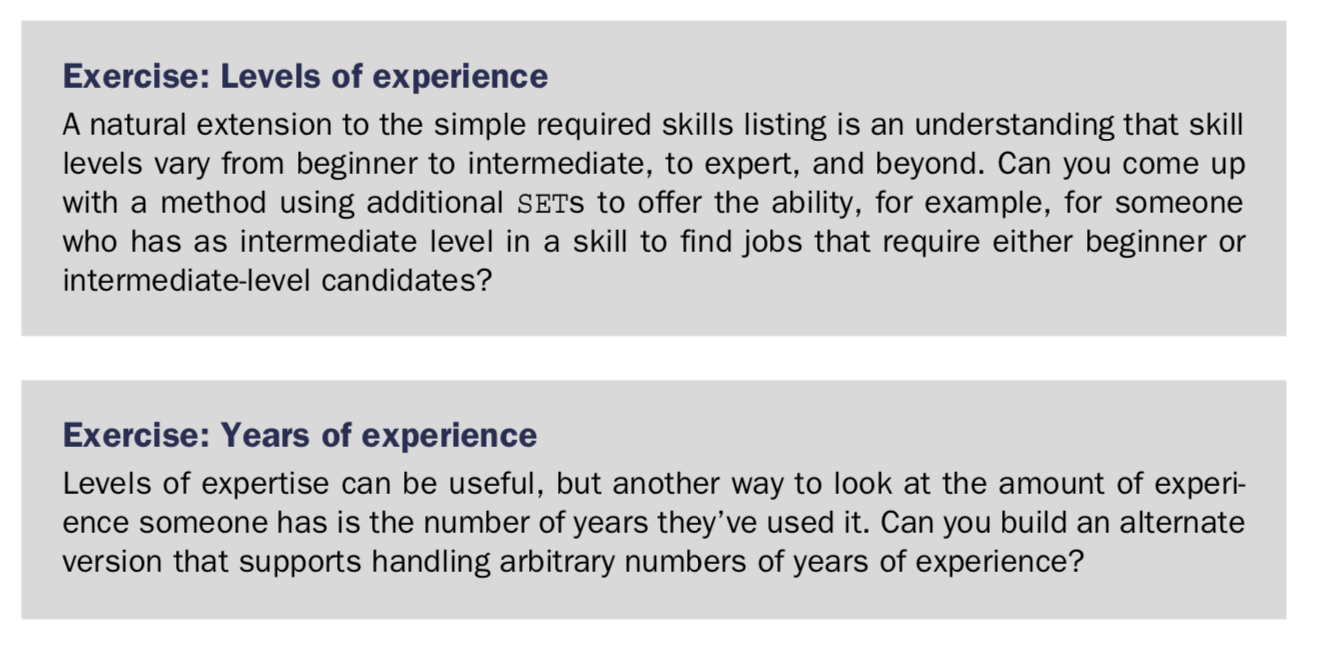 Exercise: Levels of experience
A natural extension to the simple required skills listing is an understanding that skill
levels vary from beginner to intermediate, to expert, and beyond. Can you come up
with a method using additional SETs to offer the ability, for example, for someone
who has as intermediate level in a skill to find jobs that require either beginner or
intermediate-level candidates?
Exercise: Years of experience
Levels of expertise can be useful, but another way to look at the amount of experi-
ence someone has is the number of years they’ve used it. Can you build an alternate
version that supports handling arbitrary numbers of years of experience?